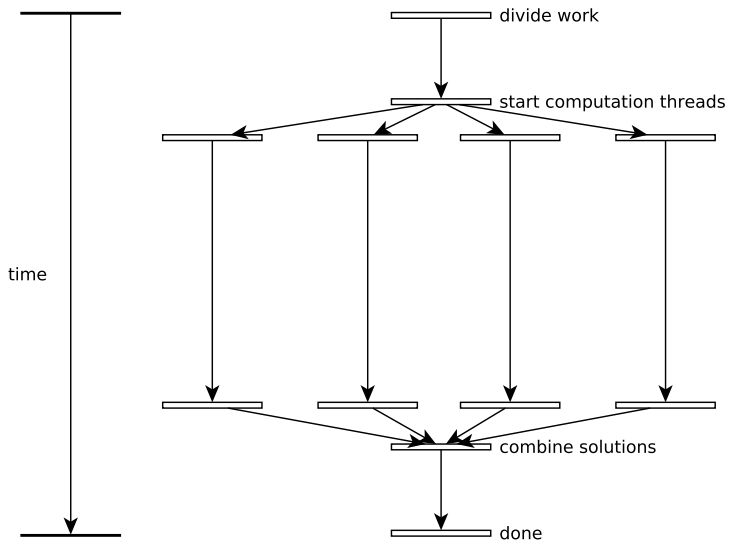 divide work
start computation threads
time
combine solutions
done